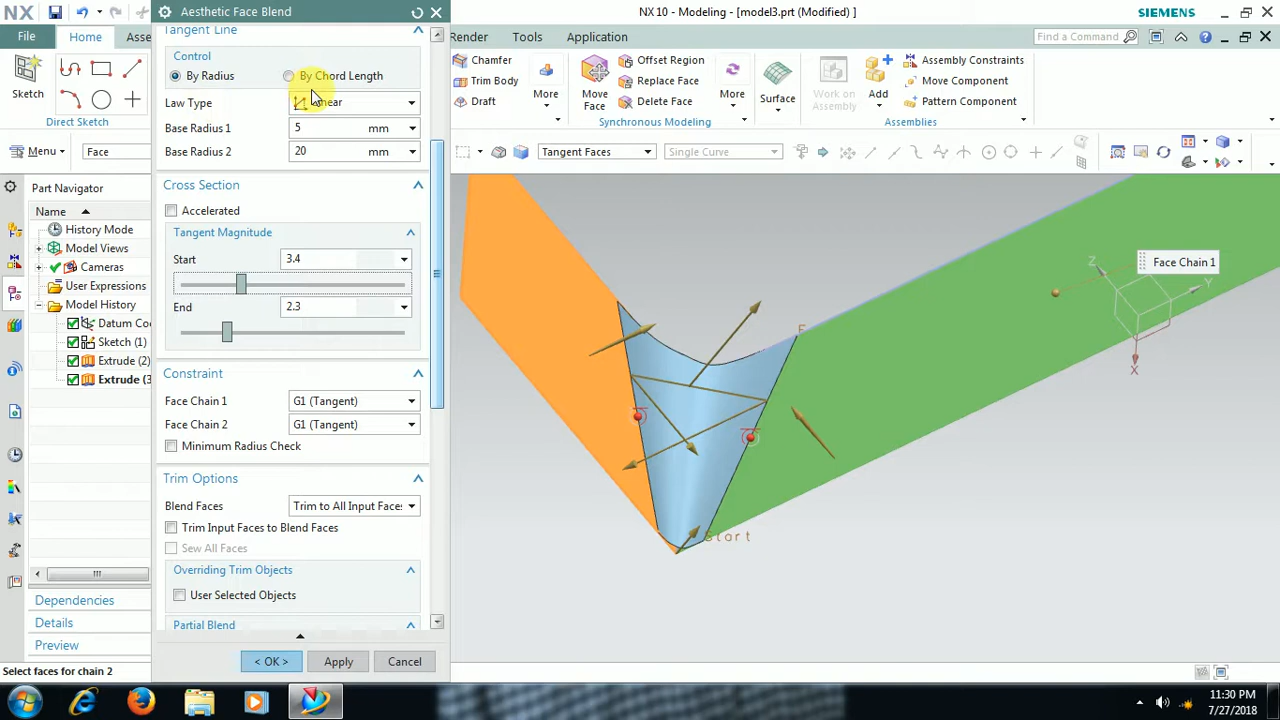 NX
NX 10 - Modeling - [model3.prt (Modified) ]
SIEMENS
Aesthetic Face Blend
File
Home
Render
Tools
Application
Find a Command
Sketch
Direct Sketch
Chamfer
Trim Body
Draft
More
Move Face
Offset Region
Replace Face
Delete Face
More
Synchronous Modeling
Surface
Work on Assembly
Add
Assembly Constraints
Move Component
Pattern Component
Assemblies
Menu
Face
Tangent Faces
Single Curve
Tangent Line
Control
By Radius
By Chord Length
Law Type
Base Radius 1
5
mm
Base Radius 2
20
mm
Cross Section
Accelerated
Tangent Magnitude
Start
3.4
End
2.3
Constraint
Face Chain 1
G1 (Tangent)
Face Chain 2
G1 (Tangent)
Minimum Radius Check
Trim Options
Blend Faces
Trim to All Input Face
Trim Input Faces to Blend Faces
Sew All Faces
Overriding Trim Objects
User Selected Objects
Partial Blend
< OK >
Apply
Cancel
Part Navigator
Name
History Mode
Model Views
Cameras
User Expressions
Model History
Datum Co
Sketch (1)
Extrude (2)
Extrude (3
Dependencies
Details
Preview
Select faces for chain 2
Face Chain 1
Z
Y
X
E
Start
11:30 PM
7/27/2018